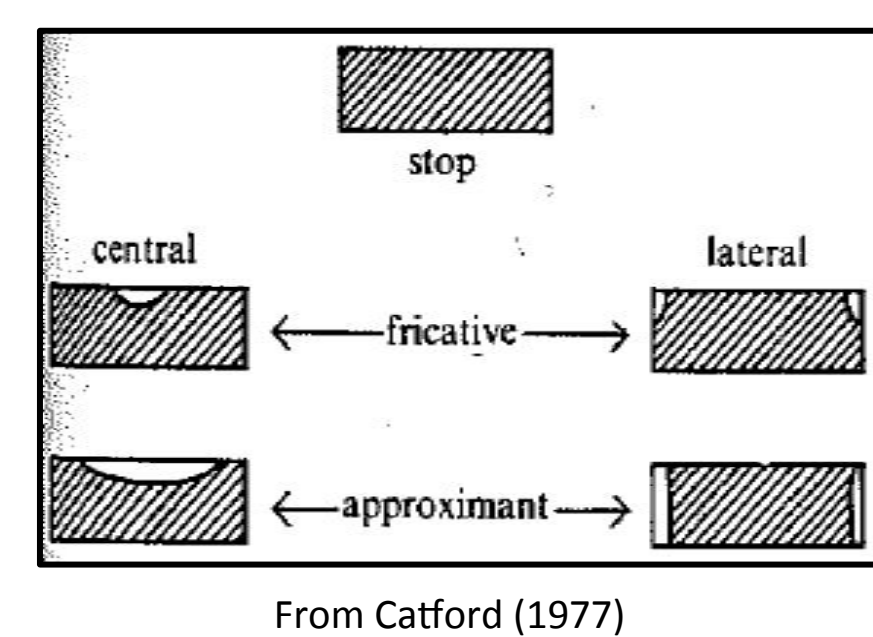 stop
central lateral
fricative
approximant
From Catford (1977)